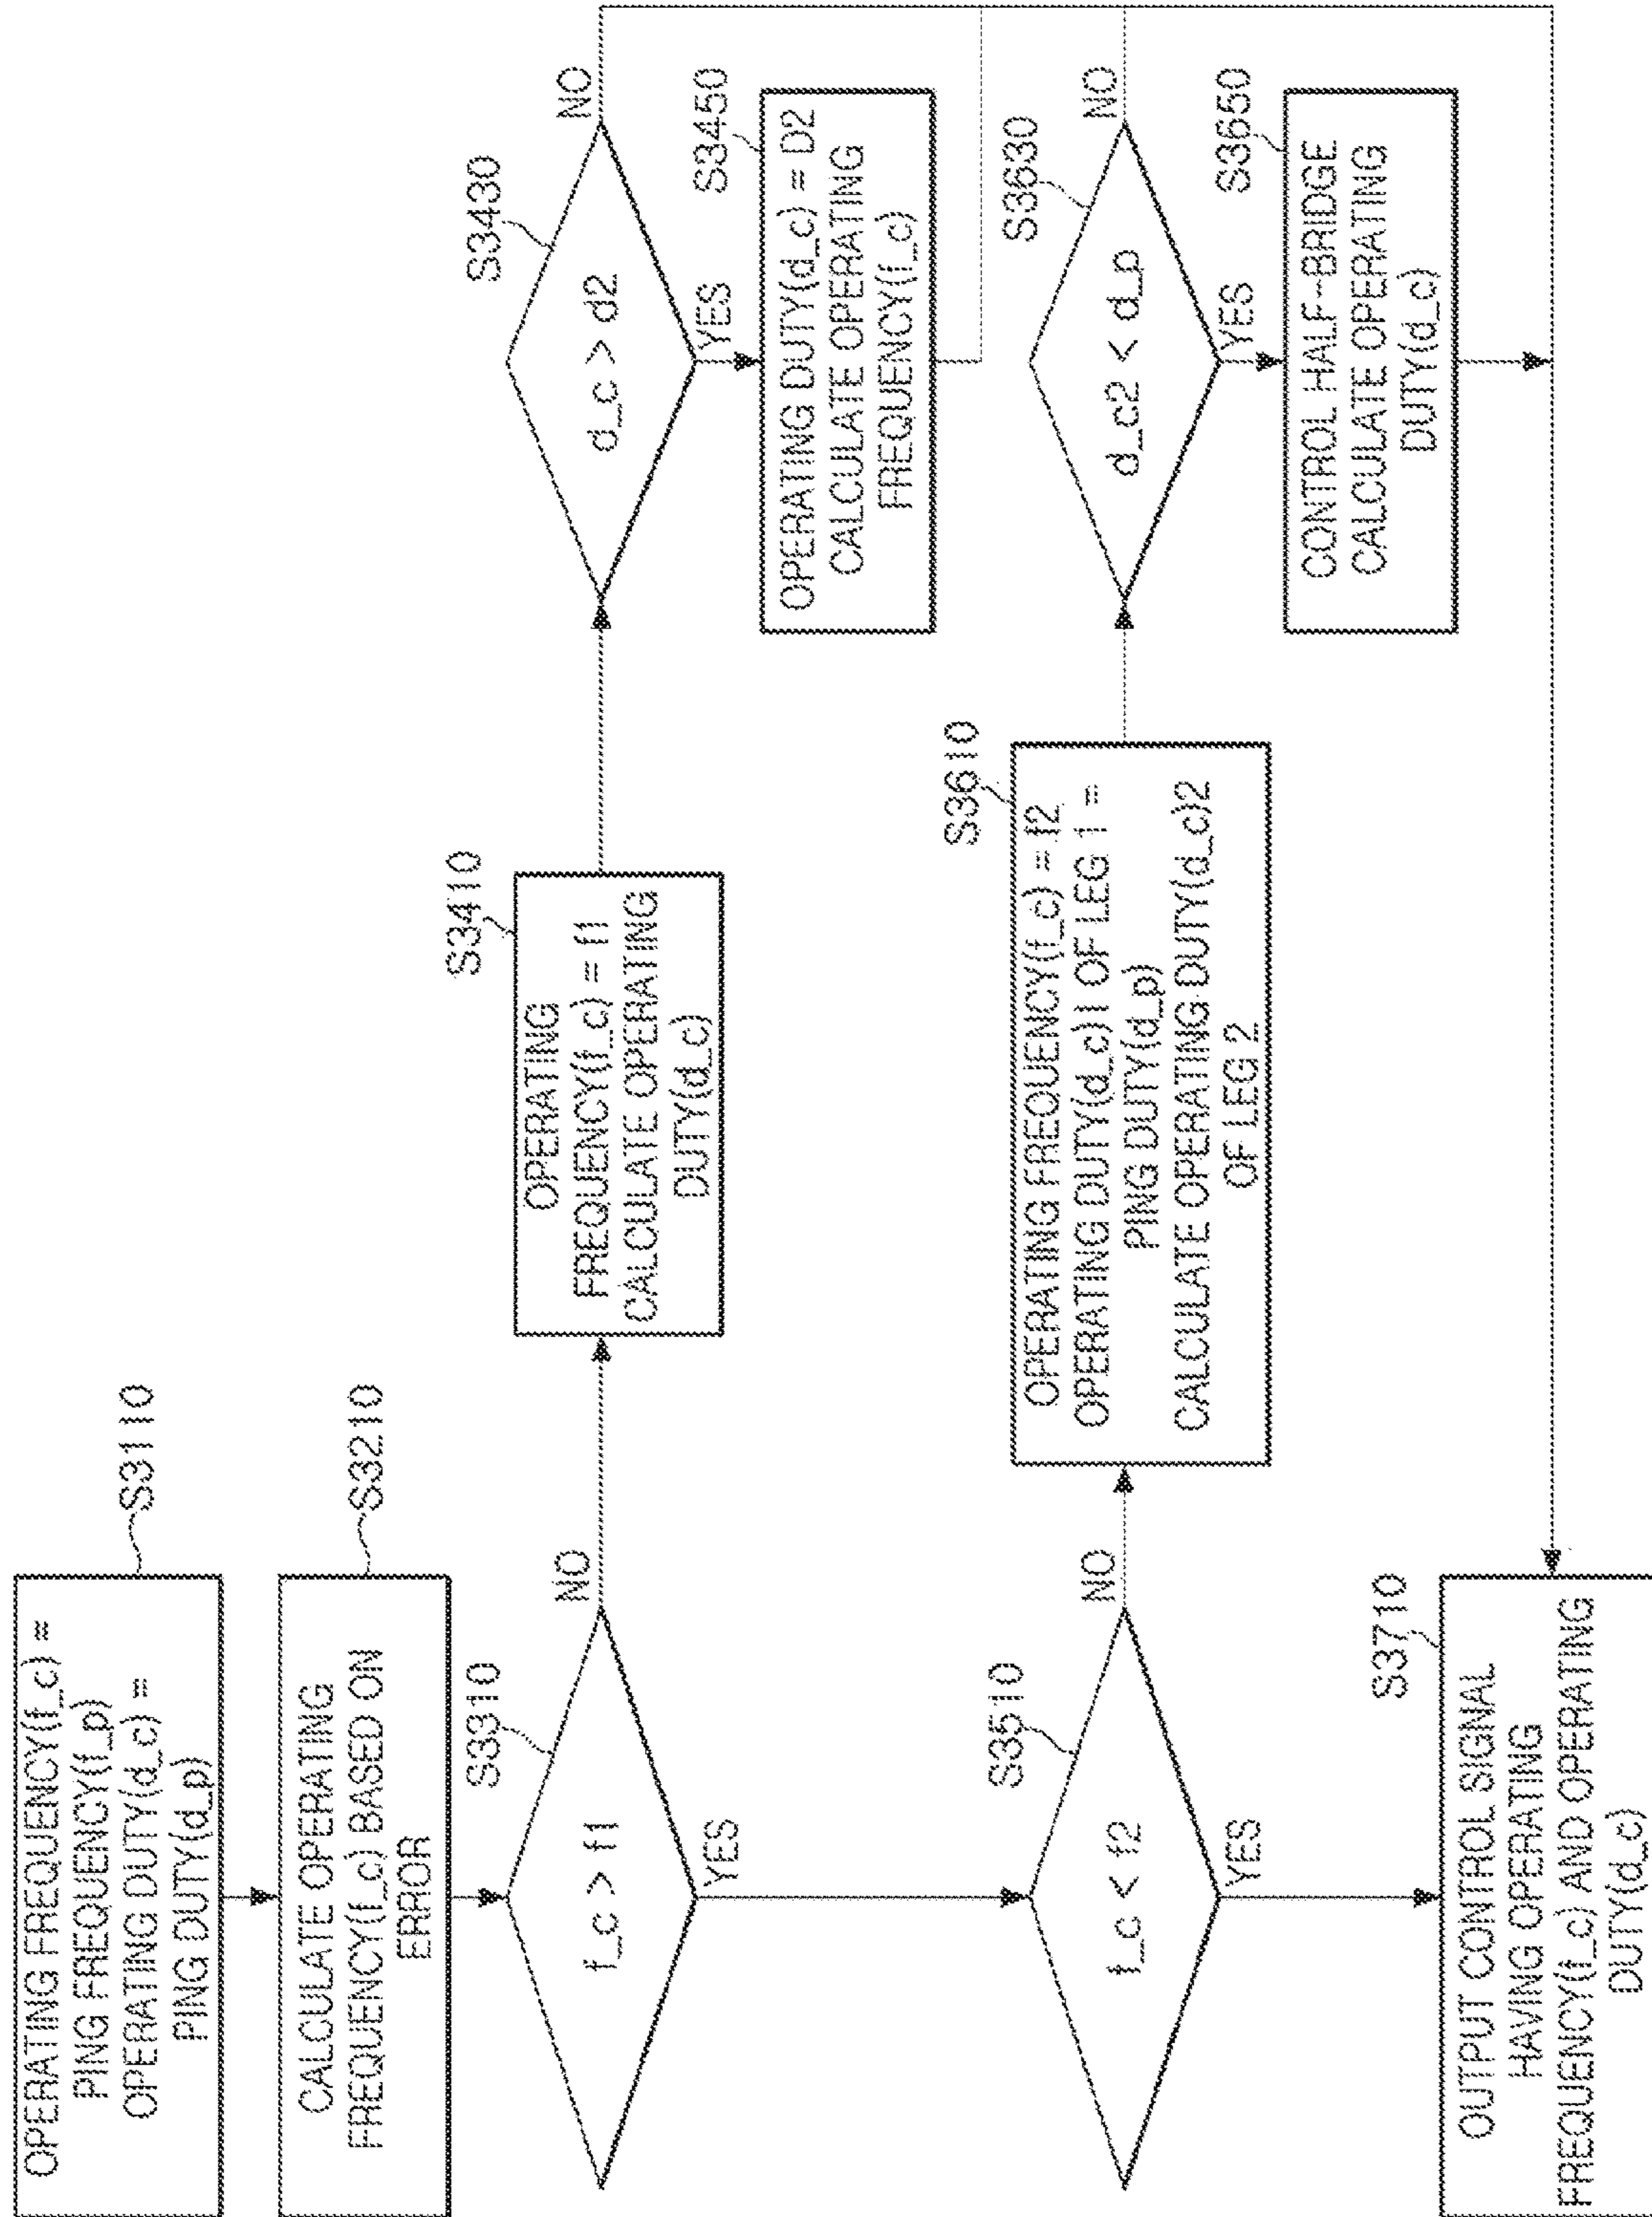 OPERATING FREQUENCY(f_c) =
PING FREQUENCY(f_p)
OPERATING DUTY(d_c) =
PING DUTY(d_p)
S3110
CALCULATE OPERATING
FREQUENCY(f_c) BASED ON
ERROR
S3210
S3310
f_c > f1
NO
YES
S3410
OPERATING
FREQUENCY(f_c) = f1
CALCULATE OPERATING
DUTY(d_c)
S3430
d_c > d2
NO
YES
S3450
OPERATING DUTY(d_c) = D2
CALCULATE OPERATING
FREQUENCY(f_c)
S3510
f_c < f2
NO
YES
S3610
OPERATING FREQUENCY(f_c) = f2
OPERATING DUTY(d_c)1 OF LEG 1 =
PING DUTY(d_p)
CALCULATE OPERATING DUTY(d_c)2
OF LEG 2
S3630
d_c2 < d_p
NO
YES
S3650
CONTROL HALF-BRIDGE
CALCULATE OPERATING
DUTY(d_c)
S3710
OUTPUT CONTROL SIGNAL
HAVING OPERATING
FREQUENCY(f_c) AND OPERATING
DUTY(d_c)